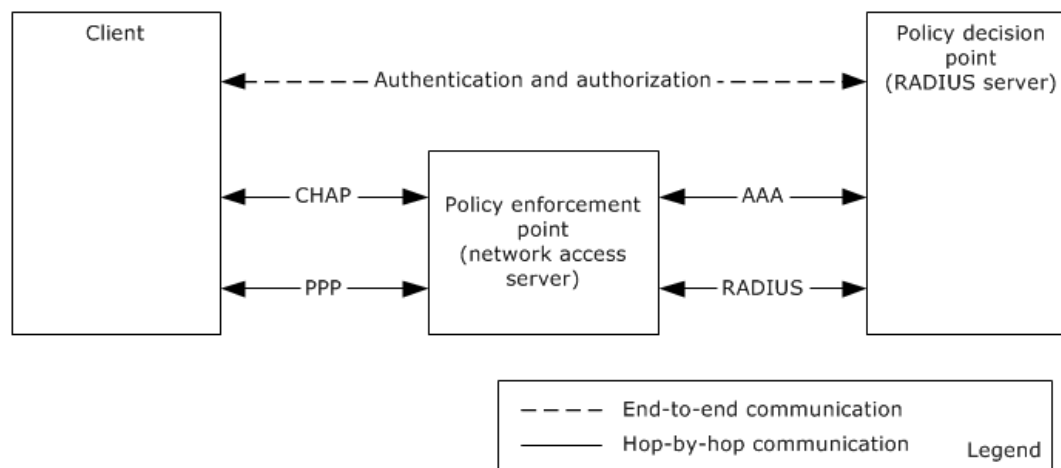 Client
Policy decision
point
(RADIUS server)
Authentication and authorization
CHAP
Policy enforcement
point
(network access
server)
AAA
PPP
RADIUS
End-to-end communication
Hop-by-hop communication
Legend